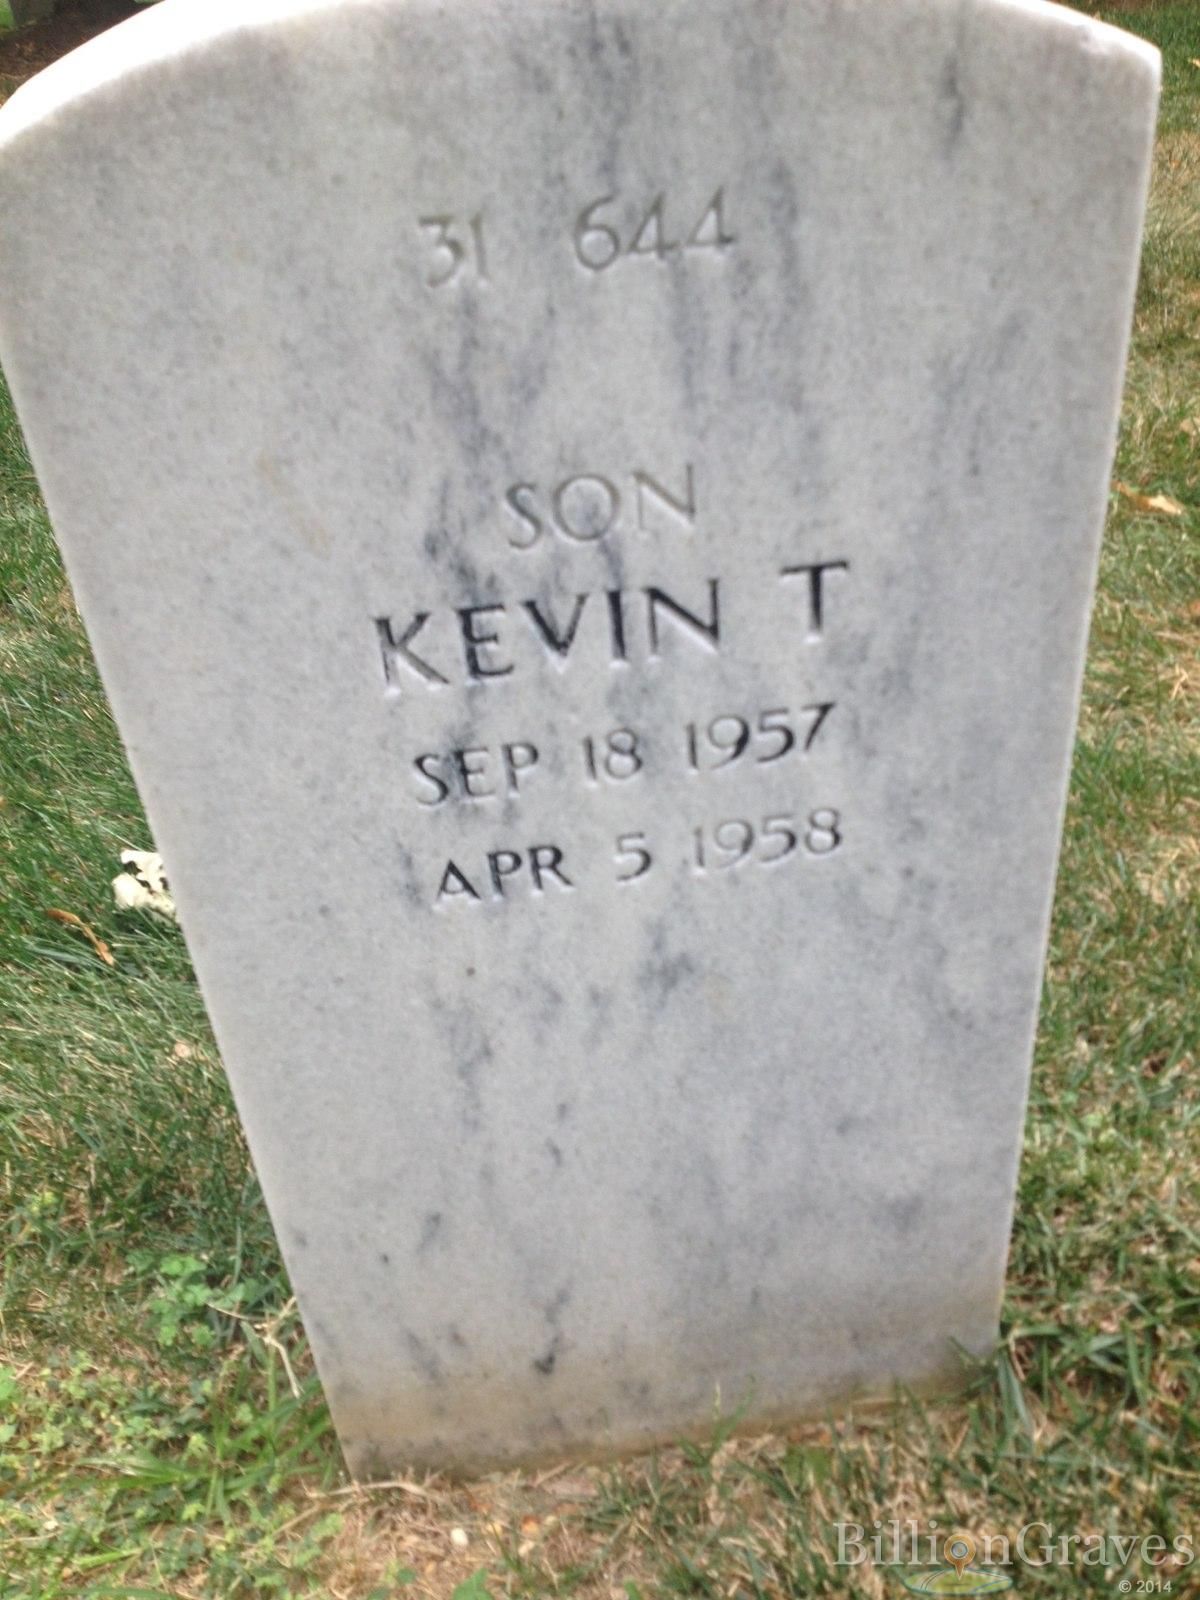 31 644
SON
KEVIN T
SEP 18 1957
APR 5 1958
BillionGraves
© 2014